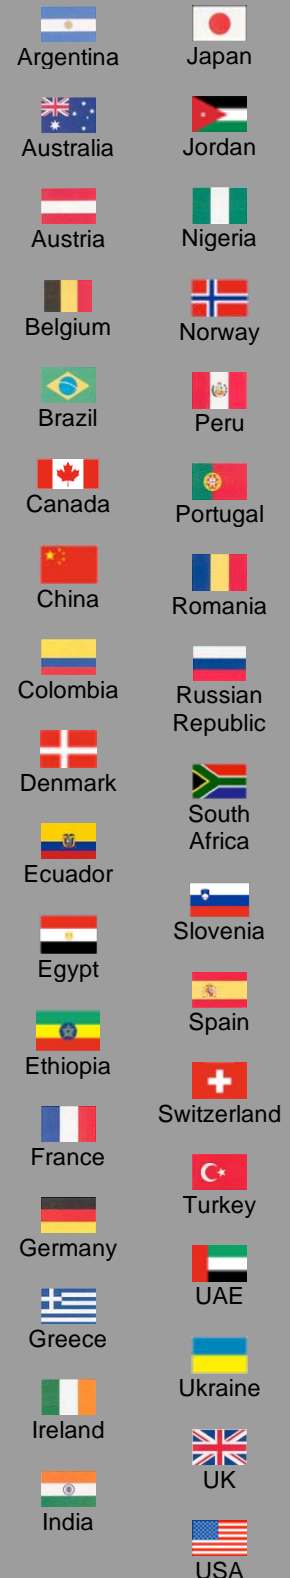 Argentina
Australia
Austria
Belgium
Brazil
Canada
China
Colombia
Denmark
Ecuador
Egypt
Ethiopia
France
Germany
Greece
Ireland
India
Japan
Jordan
Nigeria
Norway
Peru
Portugal
Romania
Russian
Republic
South
Africa
Slovenia
Spain
Switzerland
Turkey
UAE
Ukraine
UK
USA